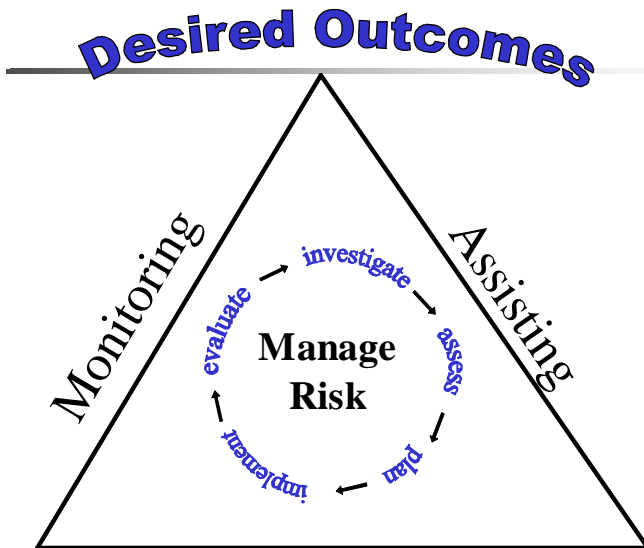 Desired Outcomes
Monitoring
Assisting
investigate
assess
plan
implement
evaluate
Manage
Risk